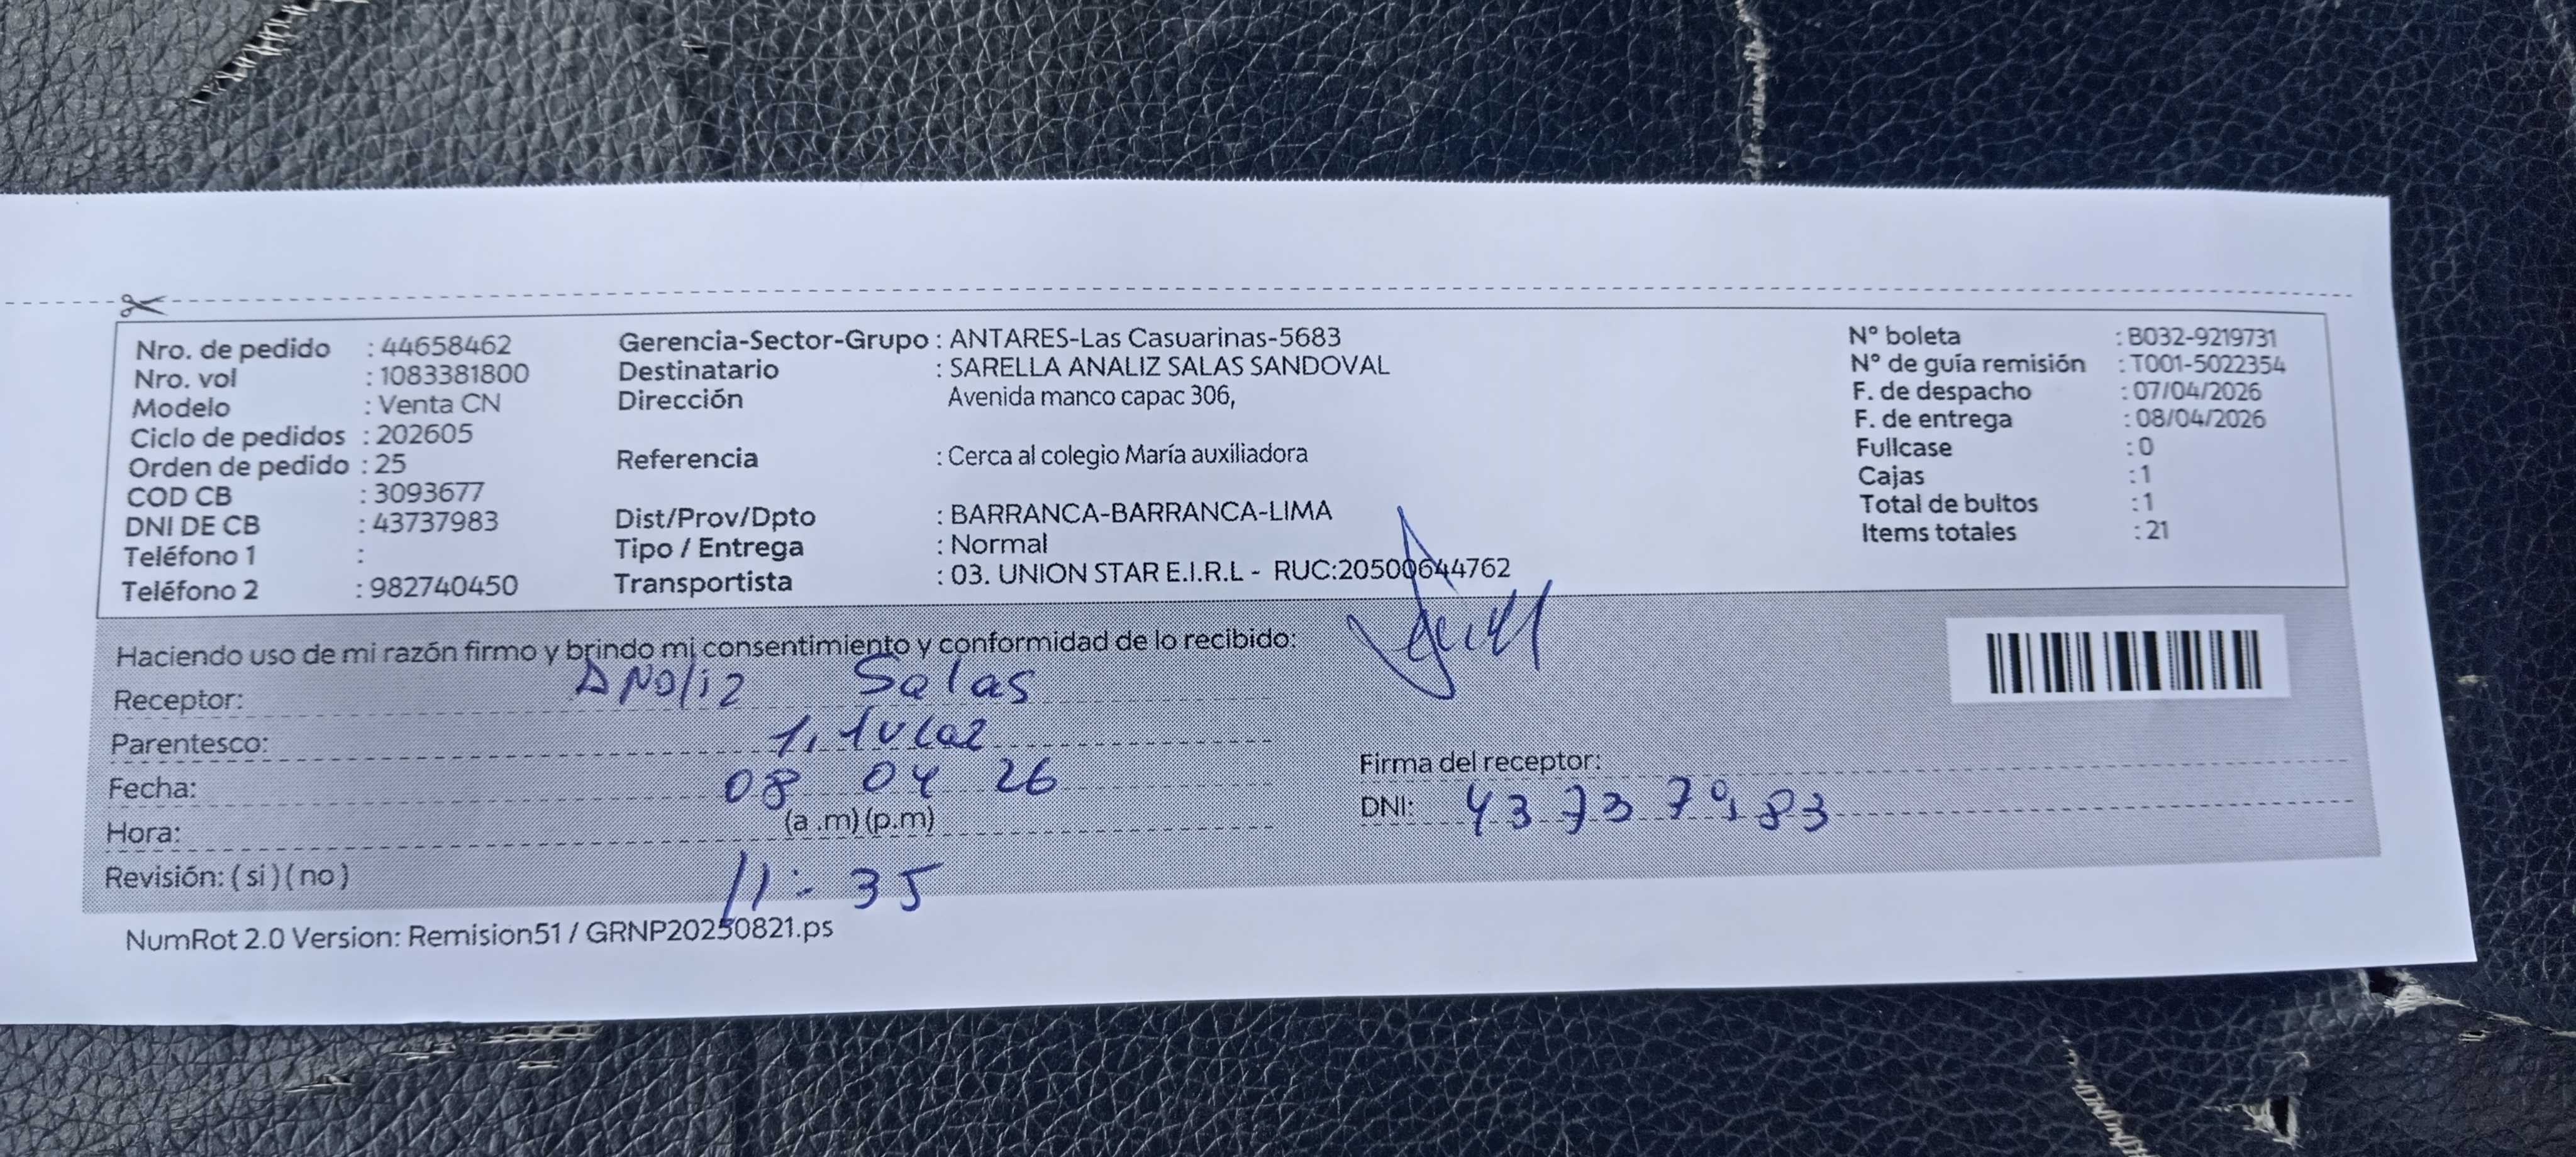 Nro. de pedido : 44658462
Nro. vol : 1083381800
Modelo : Venta CN
Ciclo de pedidos : 202605
Orden de pedido : 25
COD CB : 3093677
DNI DE CB : 43737983
Teléfono 1 :
Teléfono 2 : 982740450
Gerencia-Sector-Grupo : ANTARES-Las Casuarinas-5683
Destinatario : SARELLA ANALIZ SALAS SANDOVAL
Dirección Avenida manco capac 306,
Referencia : Cerca al colegio María auxiliadora
Dist/Prov/Dpto : BARRANCA-BARRANCA-LIMA
Tipo / Entrega : Normal
Transportista : 03. UNION STAR E.I.R.L - RUC:20500644762
N° boleta : B032-9219731
N° de guía remisión : T001-5022354
F. de despacho : 07/04/2026
F. de entrega : 08/04/2026
Fullcase : 0
Cajas : 1
Total de bultos : 1
Items totales : 21
Haciendo uso de mi razón firmo y brindo mi consentimiento y conformidad de lo recibido:
Receptor: Analiz Salas
Parentesco: Titular
Fecha: 08 04 26
Hora: (a .m) (p.m)
11:35
Revisión: ( si ) ( no )
Firma del receptor:
DNI: 43737983
NumRot 2.0 Version: Remision51 / GRNP20250821.ps